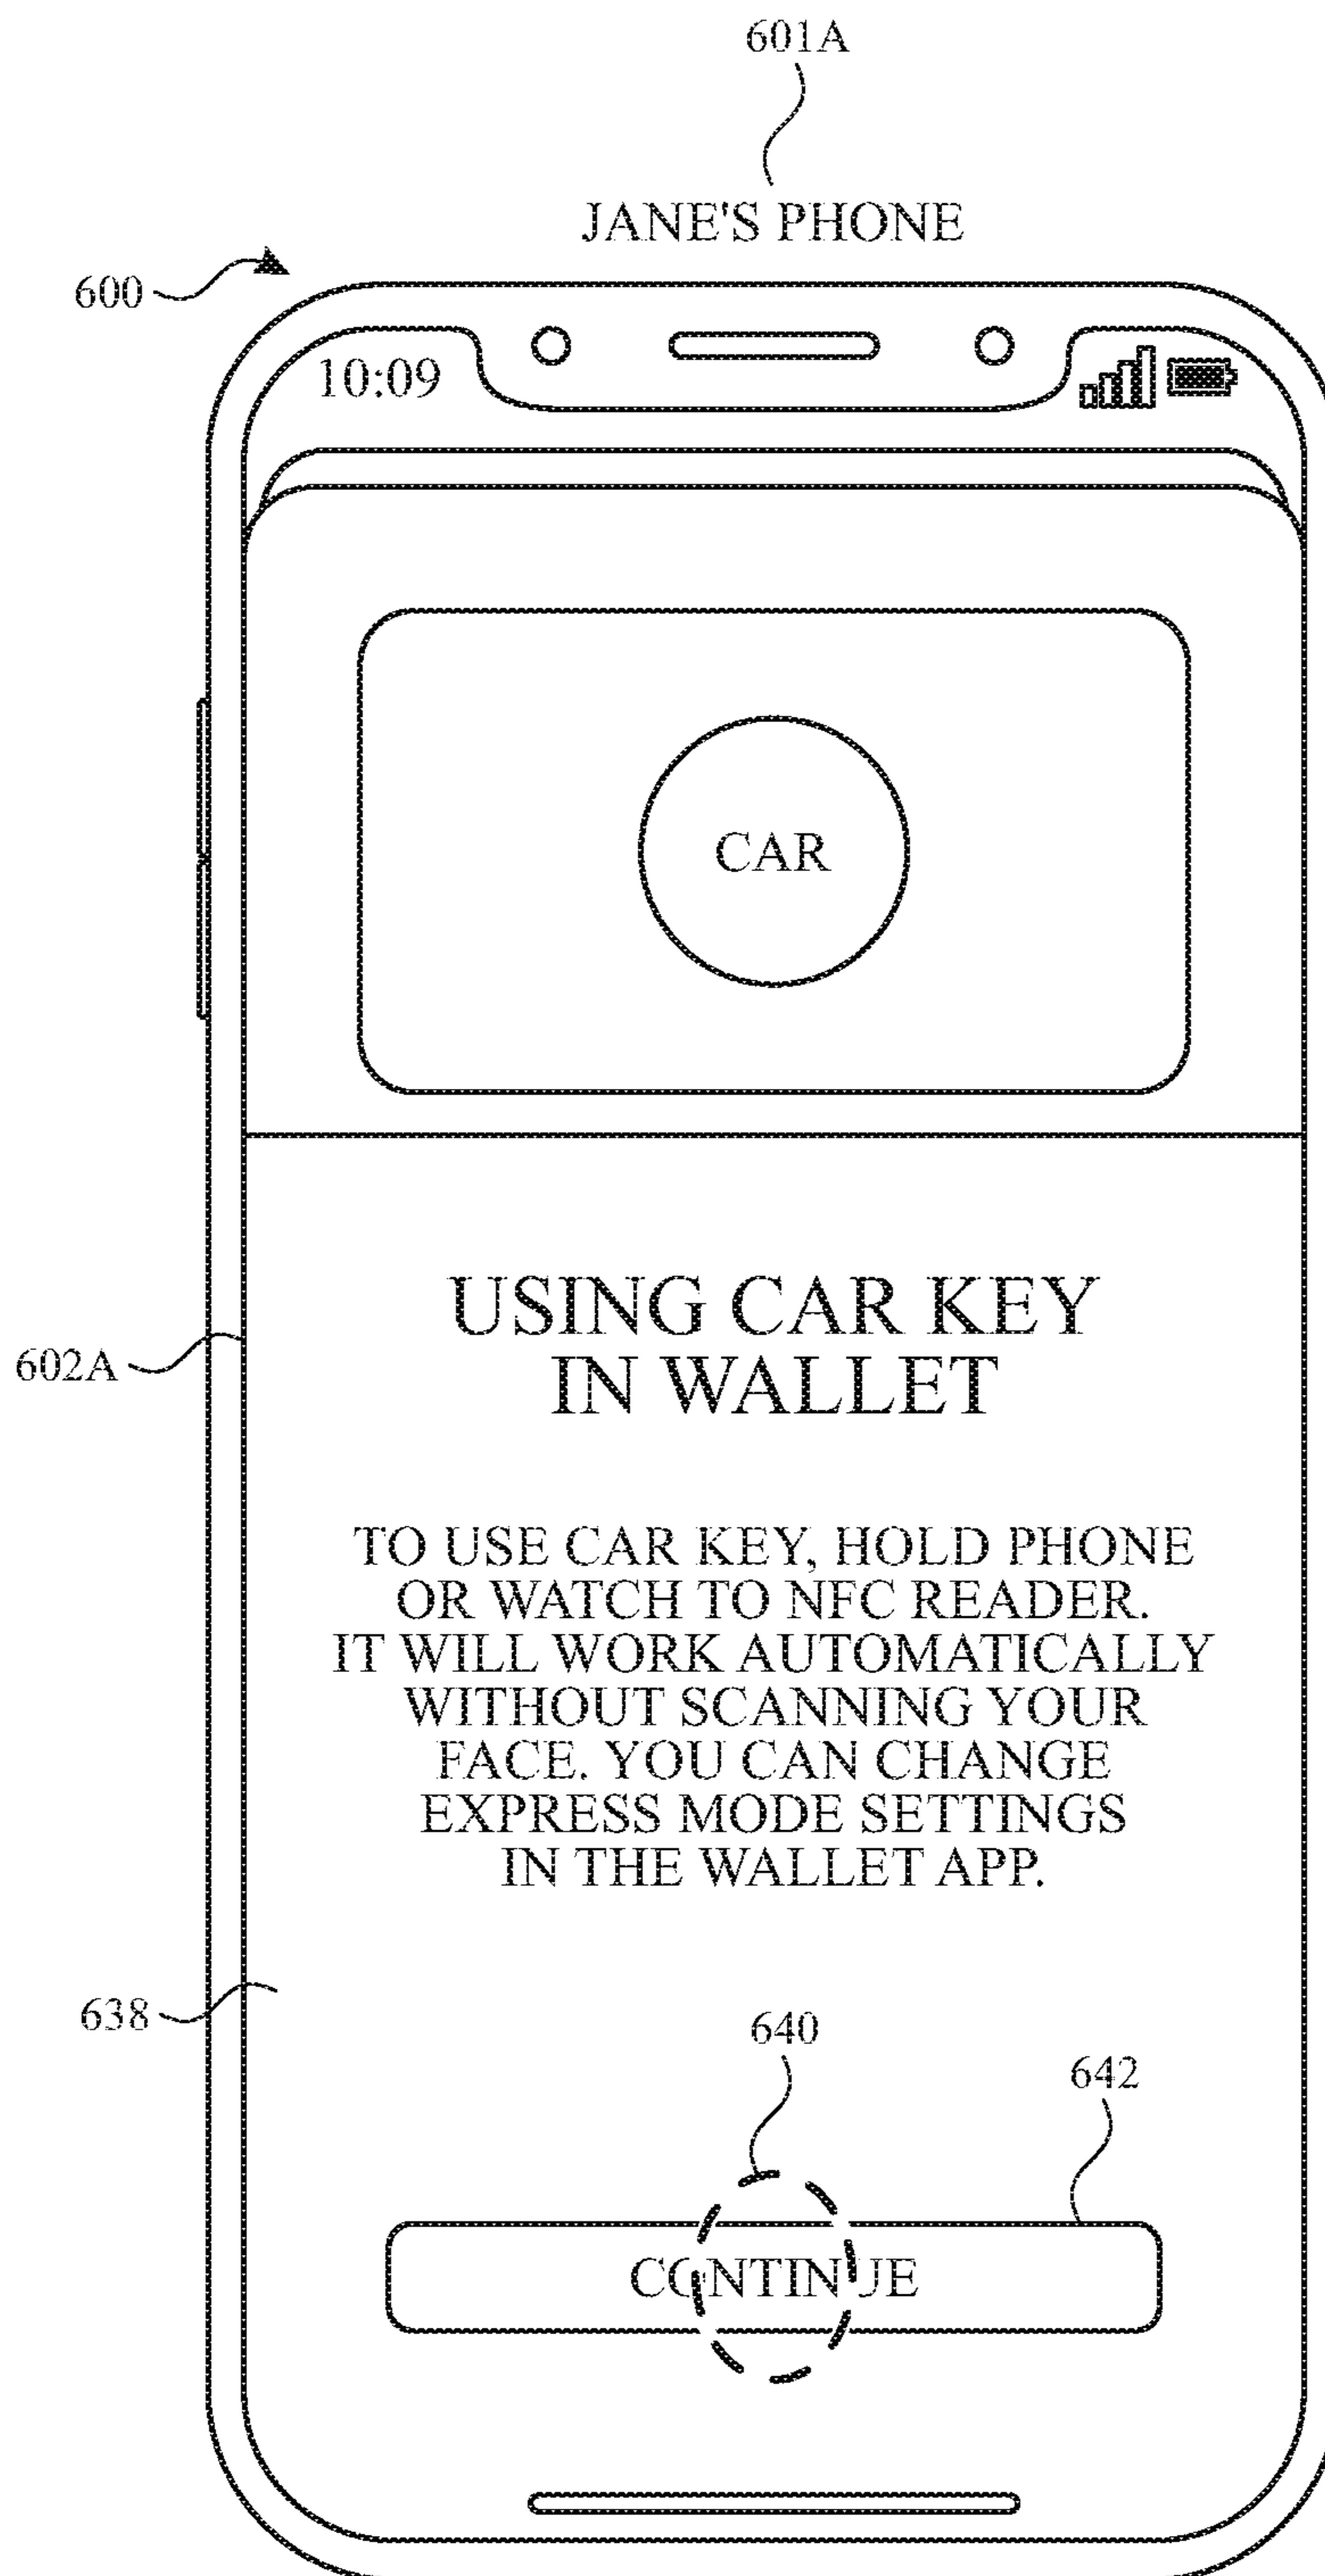 601A
JANE'S PHONE
600
10:09
CAR
USING CAR KEY
IN WALLET
602A
TO USE CAR KEY, HOLD PHONE
OR WATCH TO NFC READER.
IT WILL WORK AUTOMATICALLY
WITHOUT SCANNING YOUR
FACE. YOU CAN CHANGE
EXPRESS MODE SETTINGS
IN THE WALLET APP.
638
640
642
CONTINUE